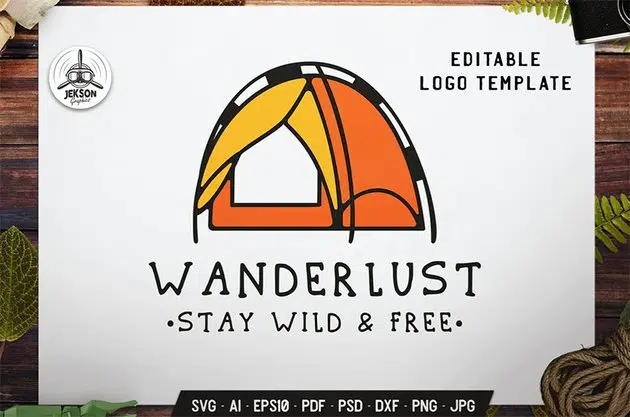 JEKSON
Graphics
EDITABLE
LOGO TEMPLATE
WANDERLUST
•STAY WILD & FREE•
SVG • AI • EPS10 • PDF • PSD • DXF • PNG • JPG